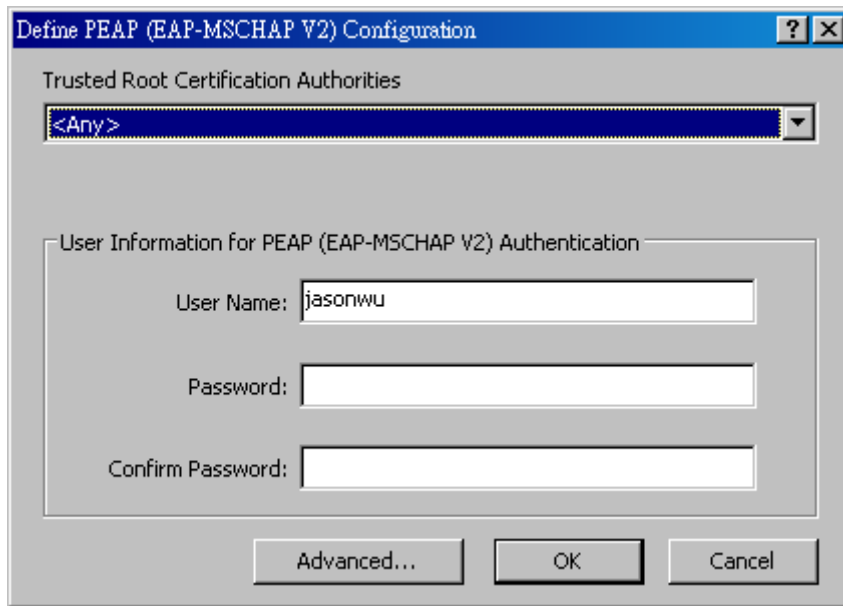 Define PEAP (EAP-MSCHAP V2) Configuration
Trusted Root Certification Authorities
<Any>
User Information for PEAP (EAP-MSCHAP V2) Authentication
User Name: jasonwu
Password:
Confirm Password:
Advanced... OK Cancel